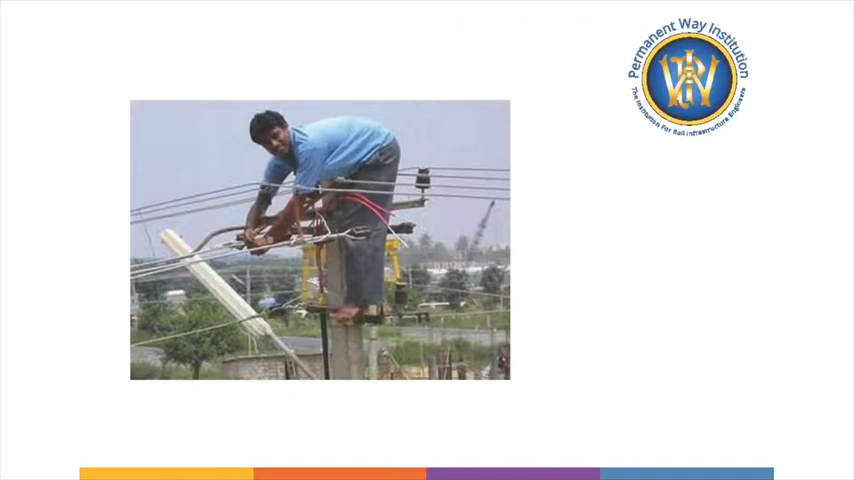 Permanent Way Institution
The Institution For Rail Infrastructure Engineers